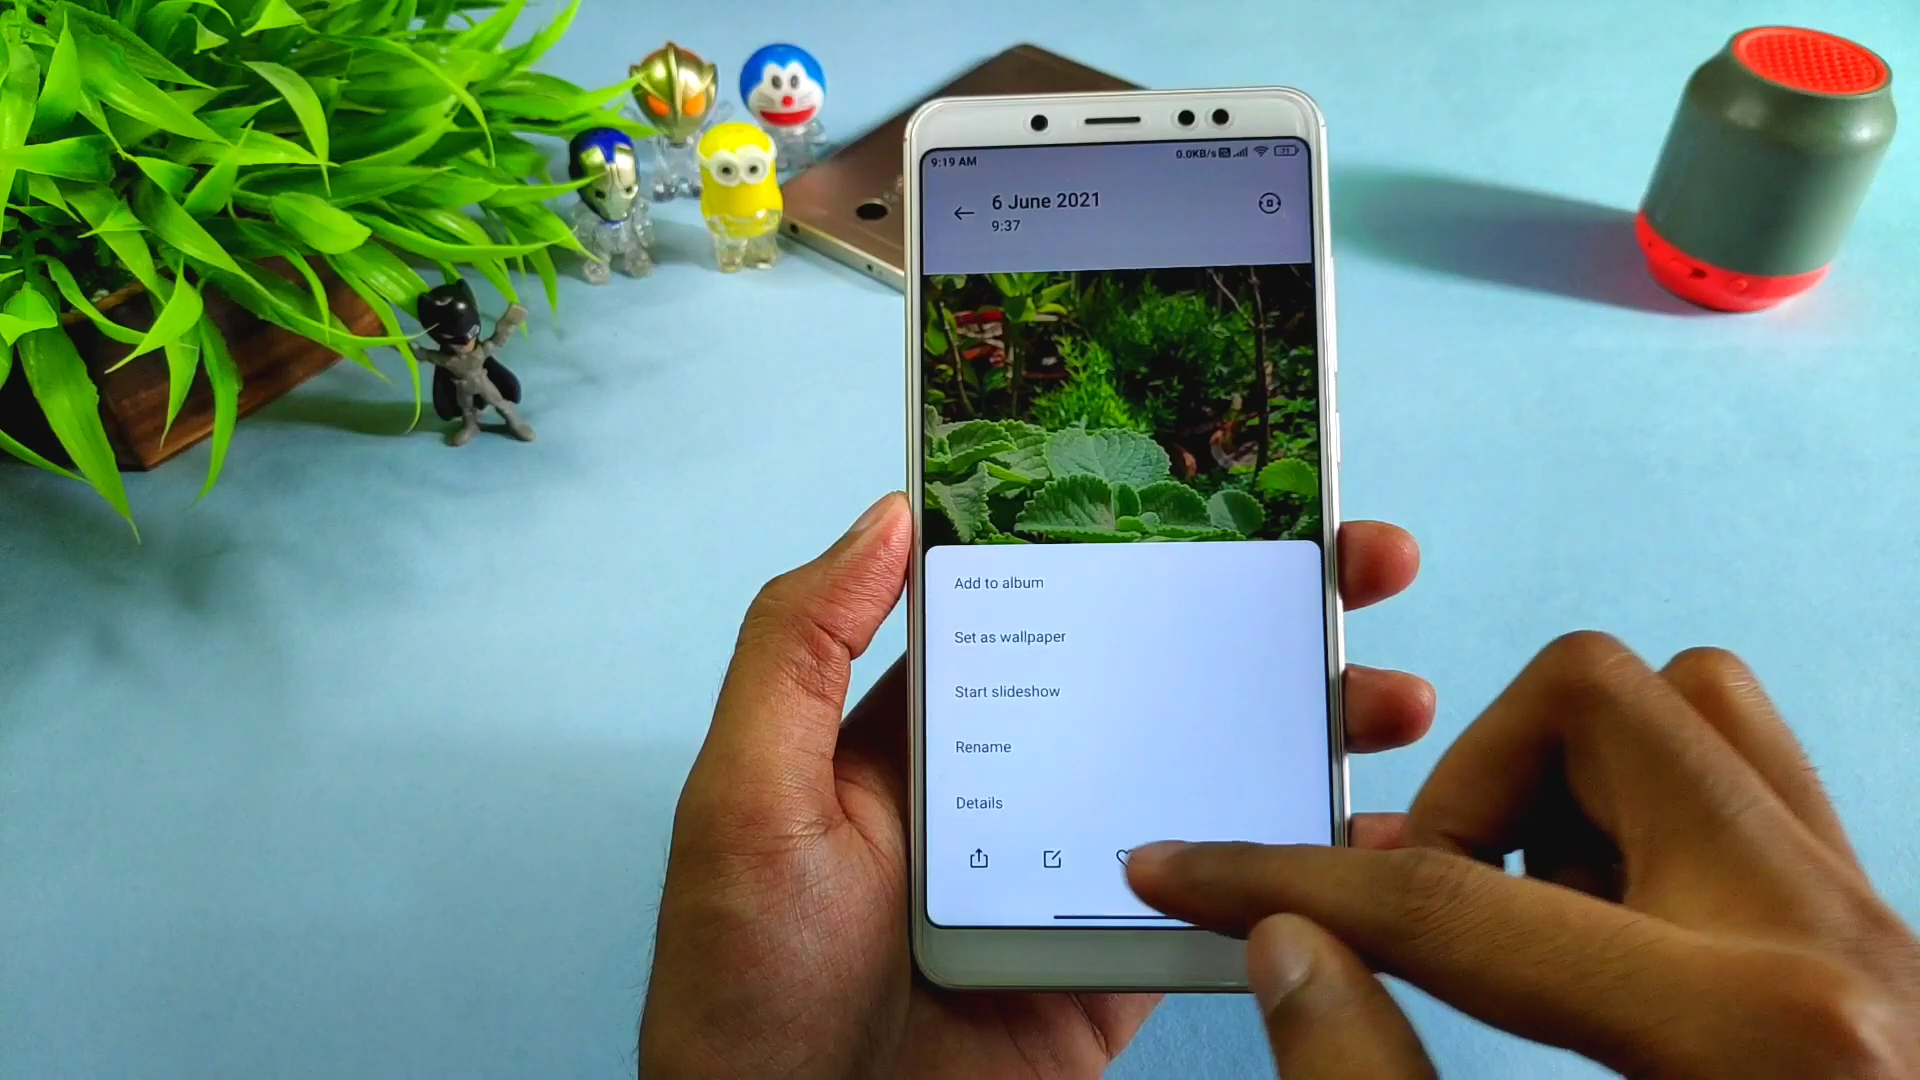 9:19 AM 0.0KB/s 71
6 June 2021
9:37
Add to album
Set as wallpaper
Start slideshow
Rename
Details